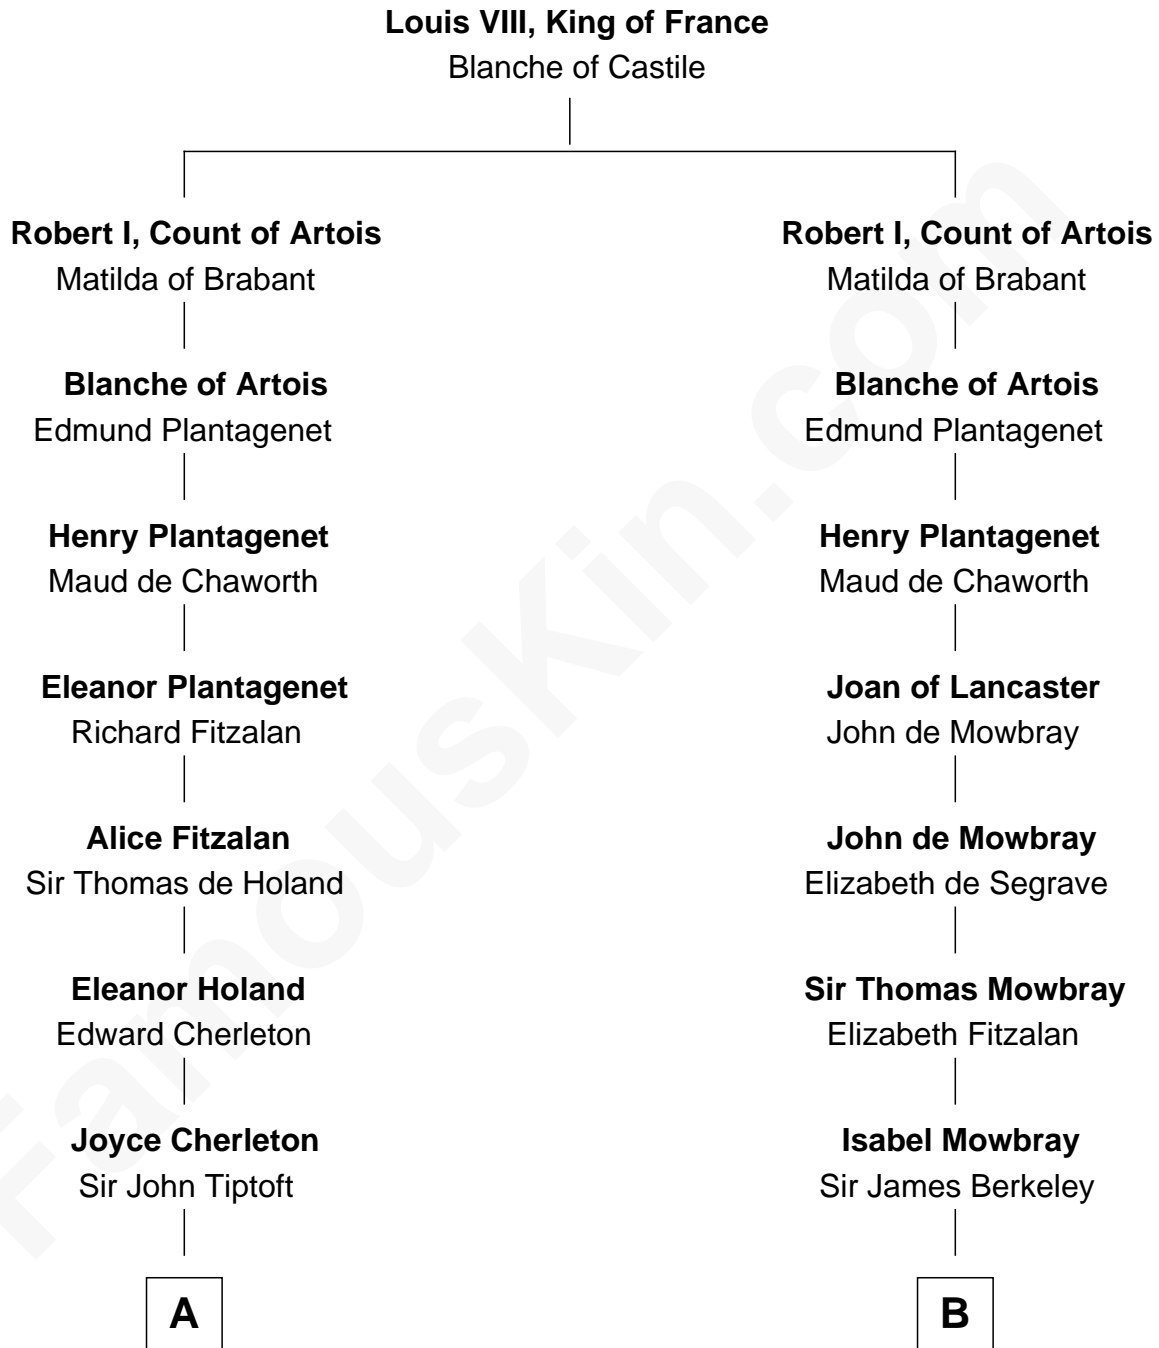 Louis VIII, King of France
Blanche of Castile
Robert I, Count of Artois
Matilda of Brabant
Robert I, Count of Artois
Matilda of Brabant
Blanche of Artois
Edmund Plantagenet
Blanche of Artois
Edmund Plantagenet
Henry Plantagenet
Maud de Chaworth
Henry Plantagenet
Maud de Chaworth
Eleanor Plantagenet
Richard Fitzalan
Joan of Lancaster
John de Mowbray
Alice Fitzalan
Sir Thomas de Holand
John de Mowbray
Elizabeth de Segrave
Eleanor Holand
Edward Cherleton
Sir Thomas Mowbray
Elizabeth Fitzalan
Joyce Cherleton
Sir John Tiptoft
Isabel Mowbray
Sir James Berkeley
A
B
FamousKin.com